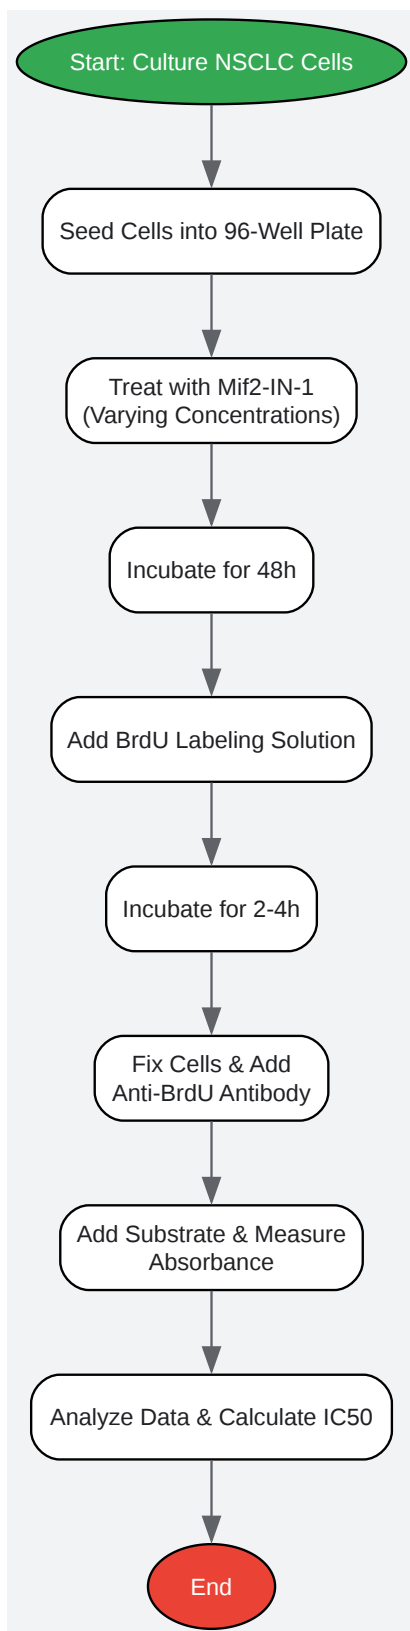 Start: Culture NSCLC Cells
Seed Cells into 96-Well Plate
Treat with Mif2-IN-1
(Varying Concentrations)
Incubate for 48h
Add BrdU Labeling Solution
Incubate for 2-4h
Fix Cells & Add
Anti-BrdU Antibody
Add Substrate & Measure
Absorbance
Analyze Data & Calculate IC50
End